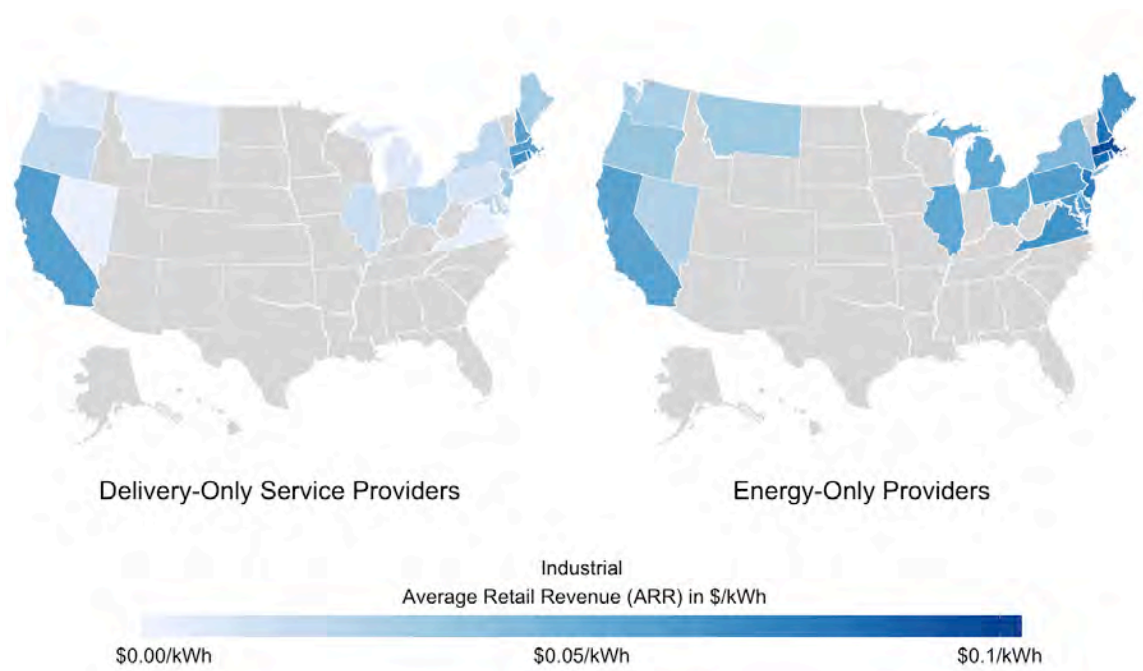 Delivery-Only Service Providers
Energy-Only Providers
Industrial
Average Retail Revenue (ARR) in $/kWh
$0.00/kWh
$0.05/kWh
$0.1/kWh